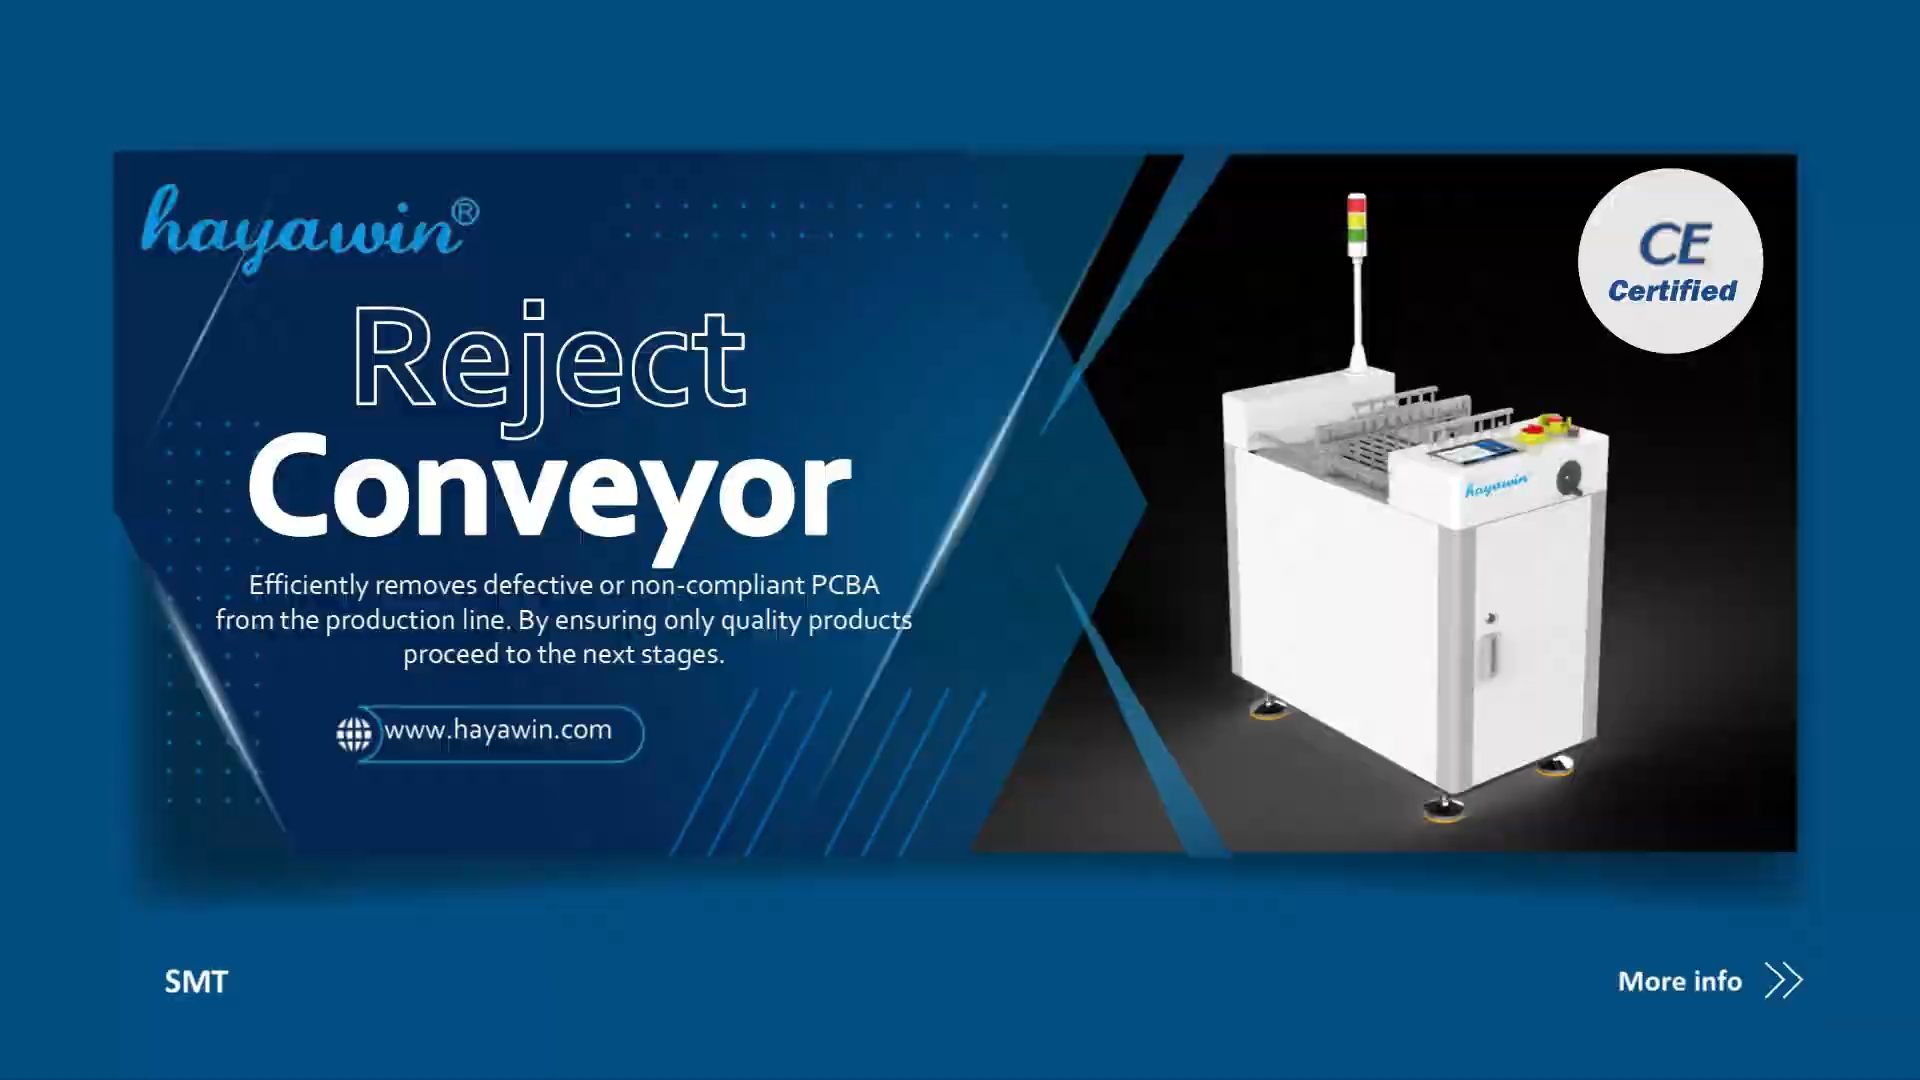 hayawin®
Reject
Conveyor
Efficiently removes defective or non-compliant PCBA
from the production line. By ensuring only quality products
proceed to the next stages.
www.hayawin.com
CE
Certified
hayawin
SMT
More info